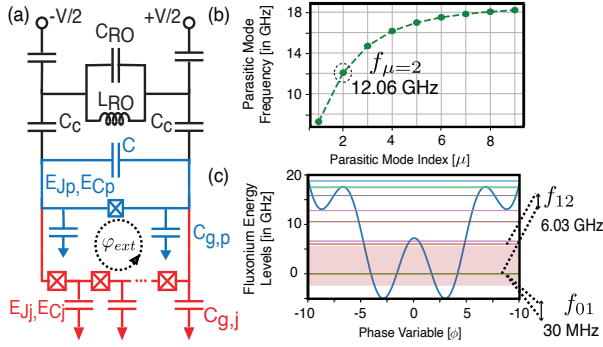 (a)
-V/2
+V/2
C_RO
L_RO
C_c
C_c
C
E_Jp, E_Cp
C_g,p
φ_ext
...
E_Jj, E_Cj
C_g,j
(b)
Parasitic Mode
Frequency [in GHz]
18
16
14
12
10
8
f_μ=2
12.06 GHz
2
4
6
8
Parasitic Mode Index [μ]
(c)
Fluxonium Energy
Levels [in GHz]
20
10
0
-10
-5
0
5
-10
Phase Variable [ϕ]
f_12
6.03 GHz
f_01
30 MHz